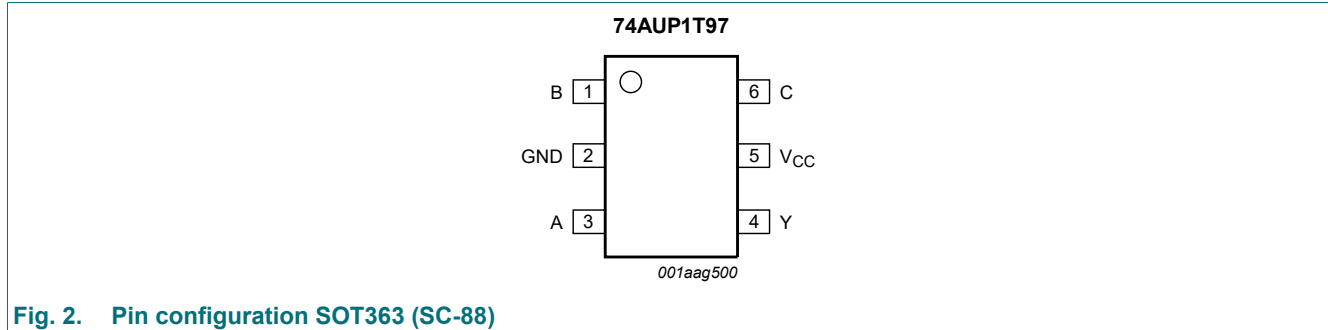 74AUP1T97
B 1 6 C
GND 2 5 VCC
A 3 4 Y
001aag500
Fig. 2. Pin configuration SOT363 (SC-88)